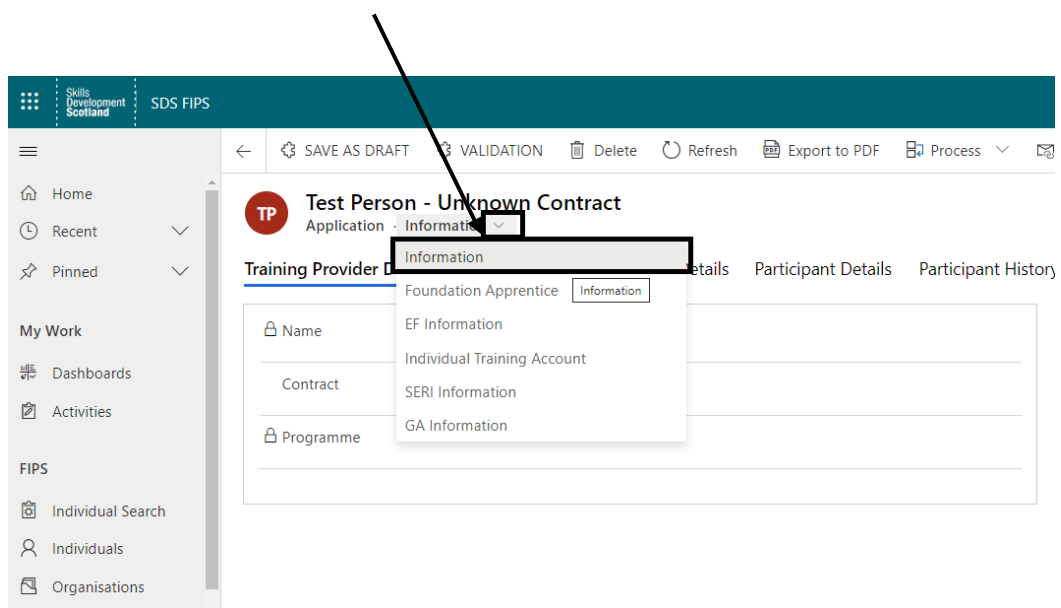 Skills
Development
Scotland
SDS FIPS
SAVE AS DRAFT
VALIDATION
Delete
Refresh
Export to PDF
Process
Home
Recent
Pinned
My Work
Dashboards
Activities
FIPS
Individual Search
Individuals
Organisations
TP
Test Person - Unknown Contract
Application · Information
Training Provider D
etails
Participant Details
Participant History
Information
Foundation Apprentice
Information
EF Information
Individual Training Account
SERI Information
GA Information
Name
Contract
Programme